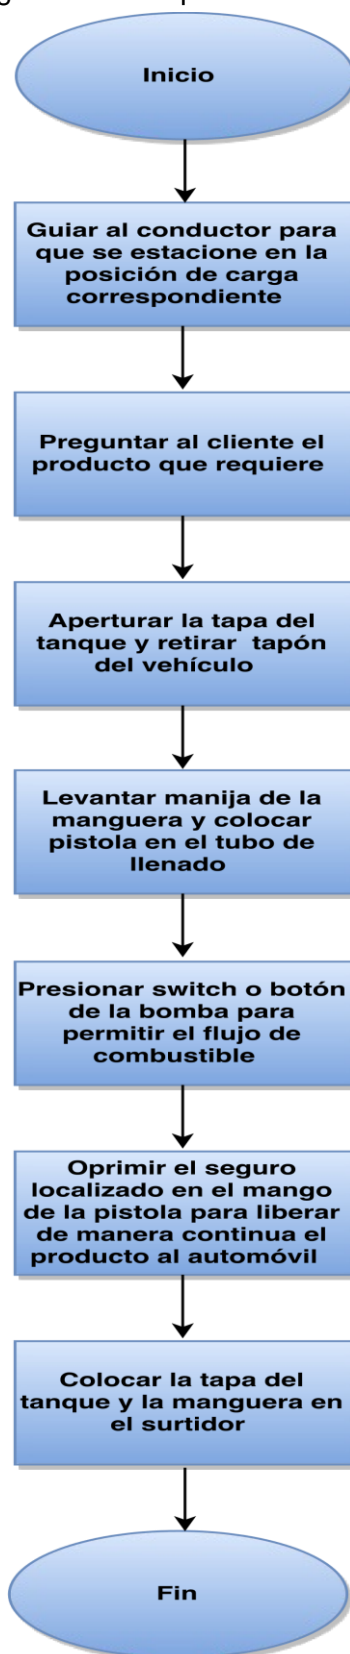 Inicio
Guiar al conductor para
que se estacione en la
posición de carga
correspondiente
Preguntar al cliente el
producto que requiere
Aperturar la tapa del
tanque y retirar tapón
del vehículo
Levantar manija de la
manguera y colocar
pistola en el tubo de
llenado
Presionar switch o botón
de la bomba para
permitir el flujo de
combustible
Oprimir el seguro
localizado en el mango
de la pistola para liberar
de manera continua el
producto al automóvil
Colocar la tapa del
tanque y la manguera en
el surtidor
Fin